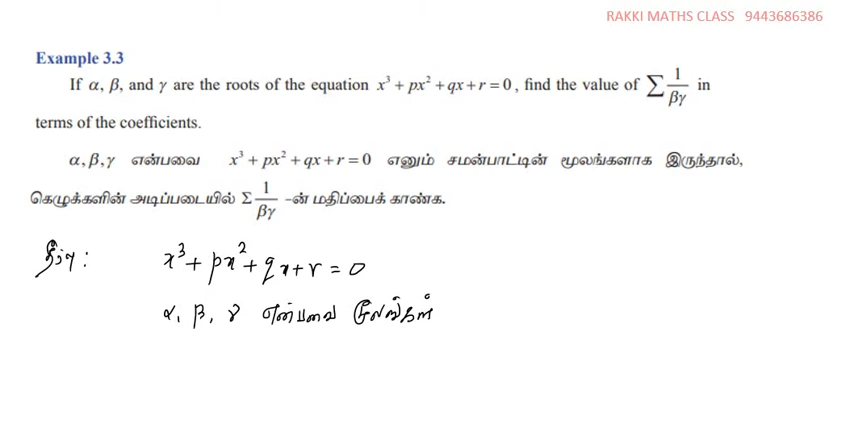 RAKKI MATHS CLASS 9443686386
Example 3.3
If α, β, and γ are the roots of the equation x³ + px² + qx + r = 0, find the value of ∑ 1/βγ in
terms of the coefficients.
α, β, γ என்பவை x³ + px² + qx + r = 0 எனும் சமன்பாட்டின் மூலங்களாக இருந்தால்,
கெழுக்களின் அடிப்படையில் Σ 1/βγ -ன் மதிப்பைக் காண்க.
தீர்வு : x³ + px² + qx + r = 0
α, β, γ என்பவை மூலங்கள்